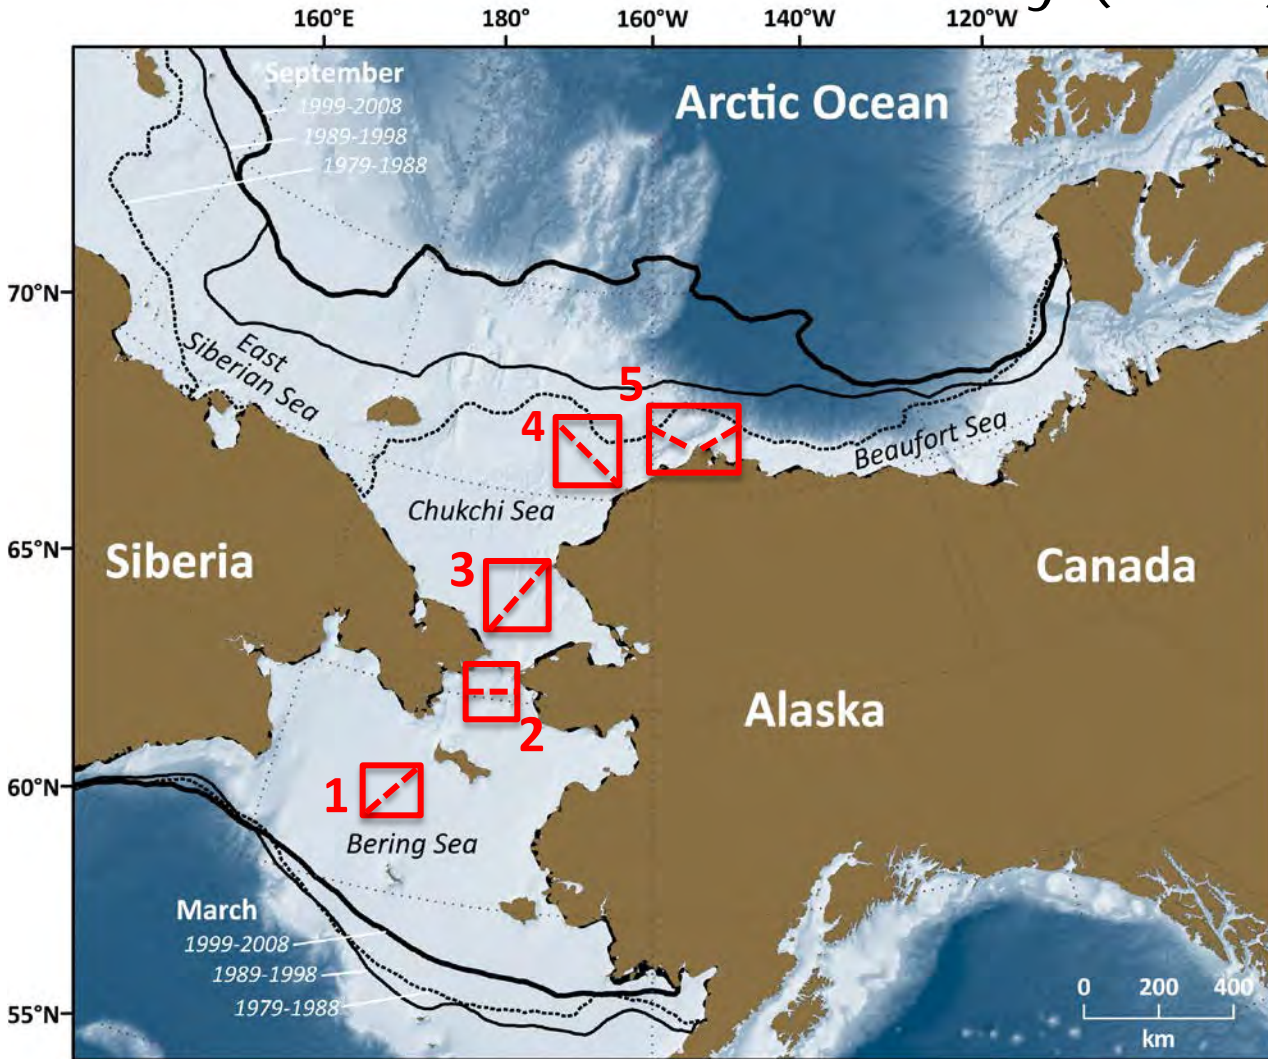 160°E 180° 160°W 140°W 120°W
September
1999-2008
1989-1998
1979-1988
Arctic Ocean
70°N
East
Siberian Sea
5
4
Beaufort Sea
Chukchi Sea
65°N
Siberia
3
Canada
2
Alaska
60°N
1
Bering Sea
March
1999-2008
1989-1998
1979-1988
55°N
0 200 400
km